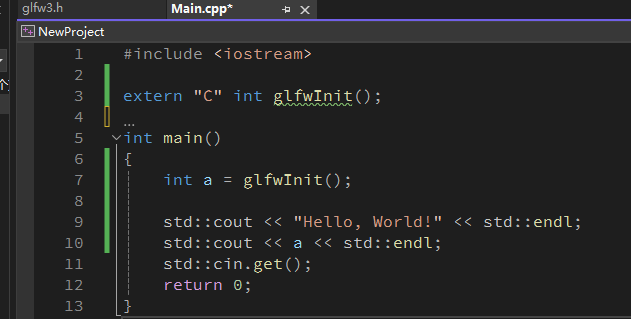 glfw3.h
Main.cpp*
NewProject
1 #include <iostream>
2
3 extern "C" int glfwInit();
4 ...
5 int main()
6 {
7 int a = glfwInit();
8
9 std::cout << "Hello, World!" << std::endl;
10 std::cout << a << std::endl;
11 std::cin.get();
12 return 0;
13 }